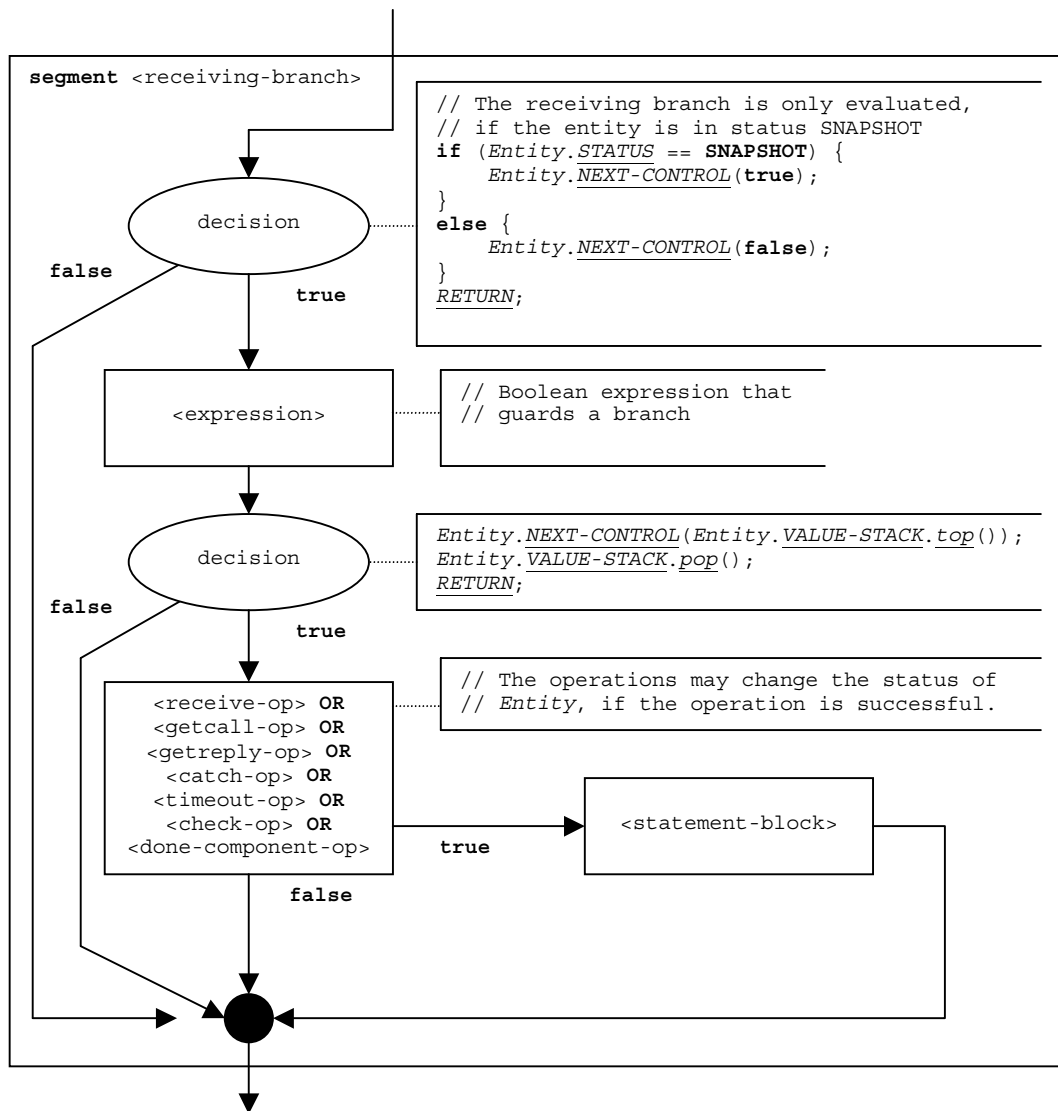 segment <receiving-branch>
// The receiving branch is only evaluated,
// if the entity is in status SNAPSHOT
if (Entity.STATUS == SNAPSHOT) {
Entity.NEXT-CONTROL(true);
}
else {
Entity.NEXT-CONTROL(false);
}
RETURN;
decision
false
true
<expression>
// Boolean expression that
// guards a branch
decision
Entity.NEXT-CONTROL(Entity.VALUE-STACK.top());
Entity.VALUE-STACK.pop();
RETURN;
false
true
<receive-op> OR
<getcall-op> OR
<getreply-op> OR
<catch-op> OR
<timeout-op> OR
<check-op> OR
<done-component-op>
// The operations may change the status of
// Entity, if the operation is successful.
true
<statement-block>
false